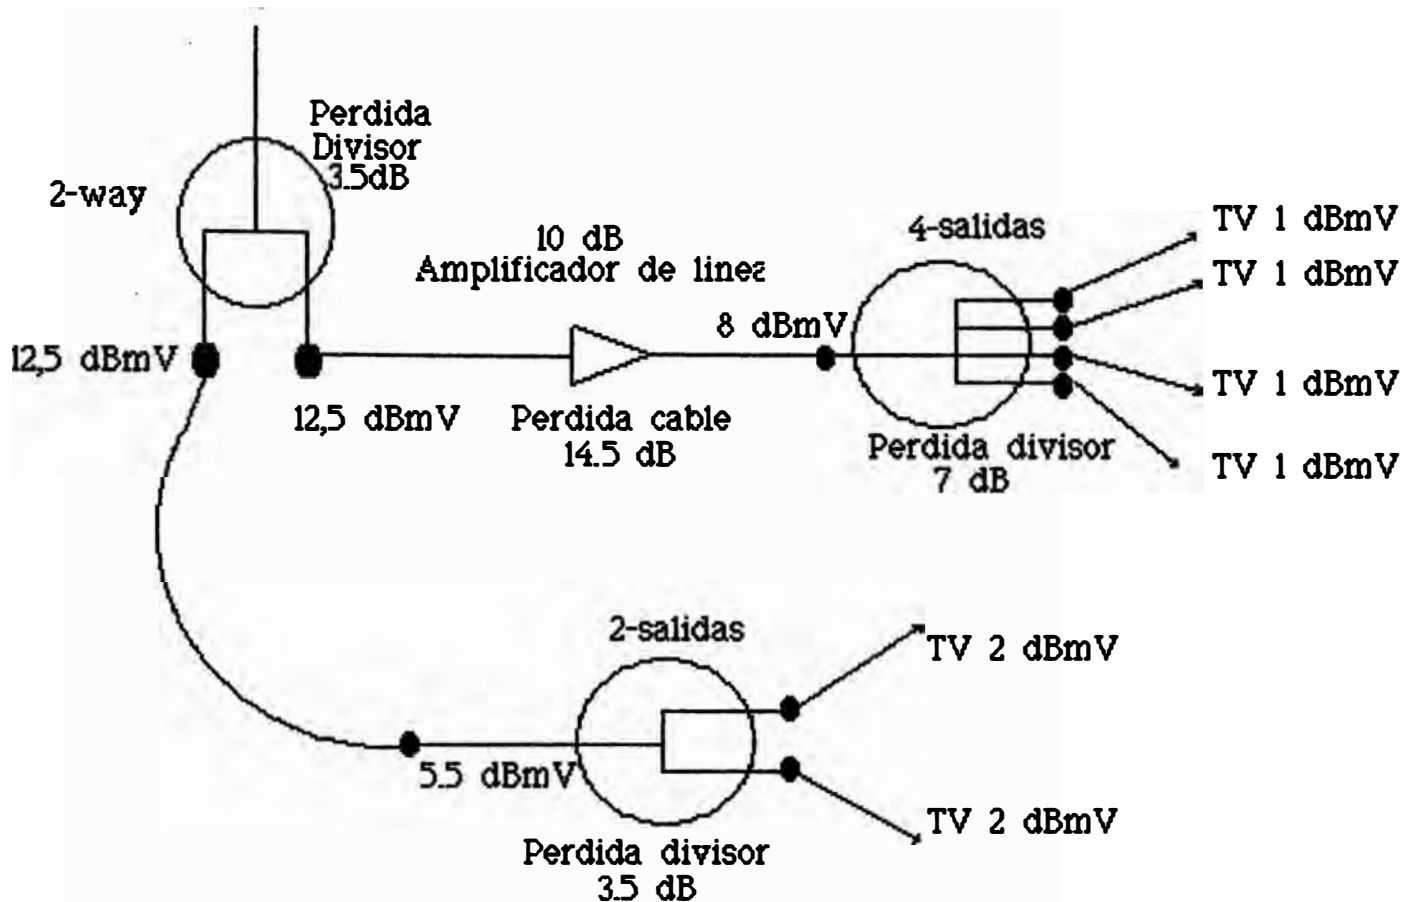 Perdida
Divisor
3.5dB
2-way
10 dB
Amplificador de linea
4-salidas
TV 1 dBmV
TV 1 dBmV
8 dBmV
12,5 dBmV
TV 1 dBmV
12,5 dBmV
Perdida cable
14.5 dB
Perdida divisor
7 dB
TV 1 dBmV
2-salidas
TV 2 dBmV
5.5 dBmV
TV 2 dBmV
Perdida divisor
3.5 dB